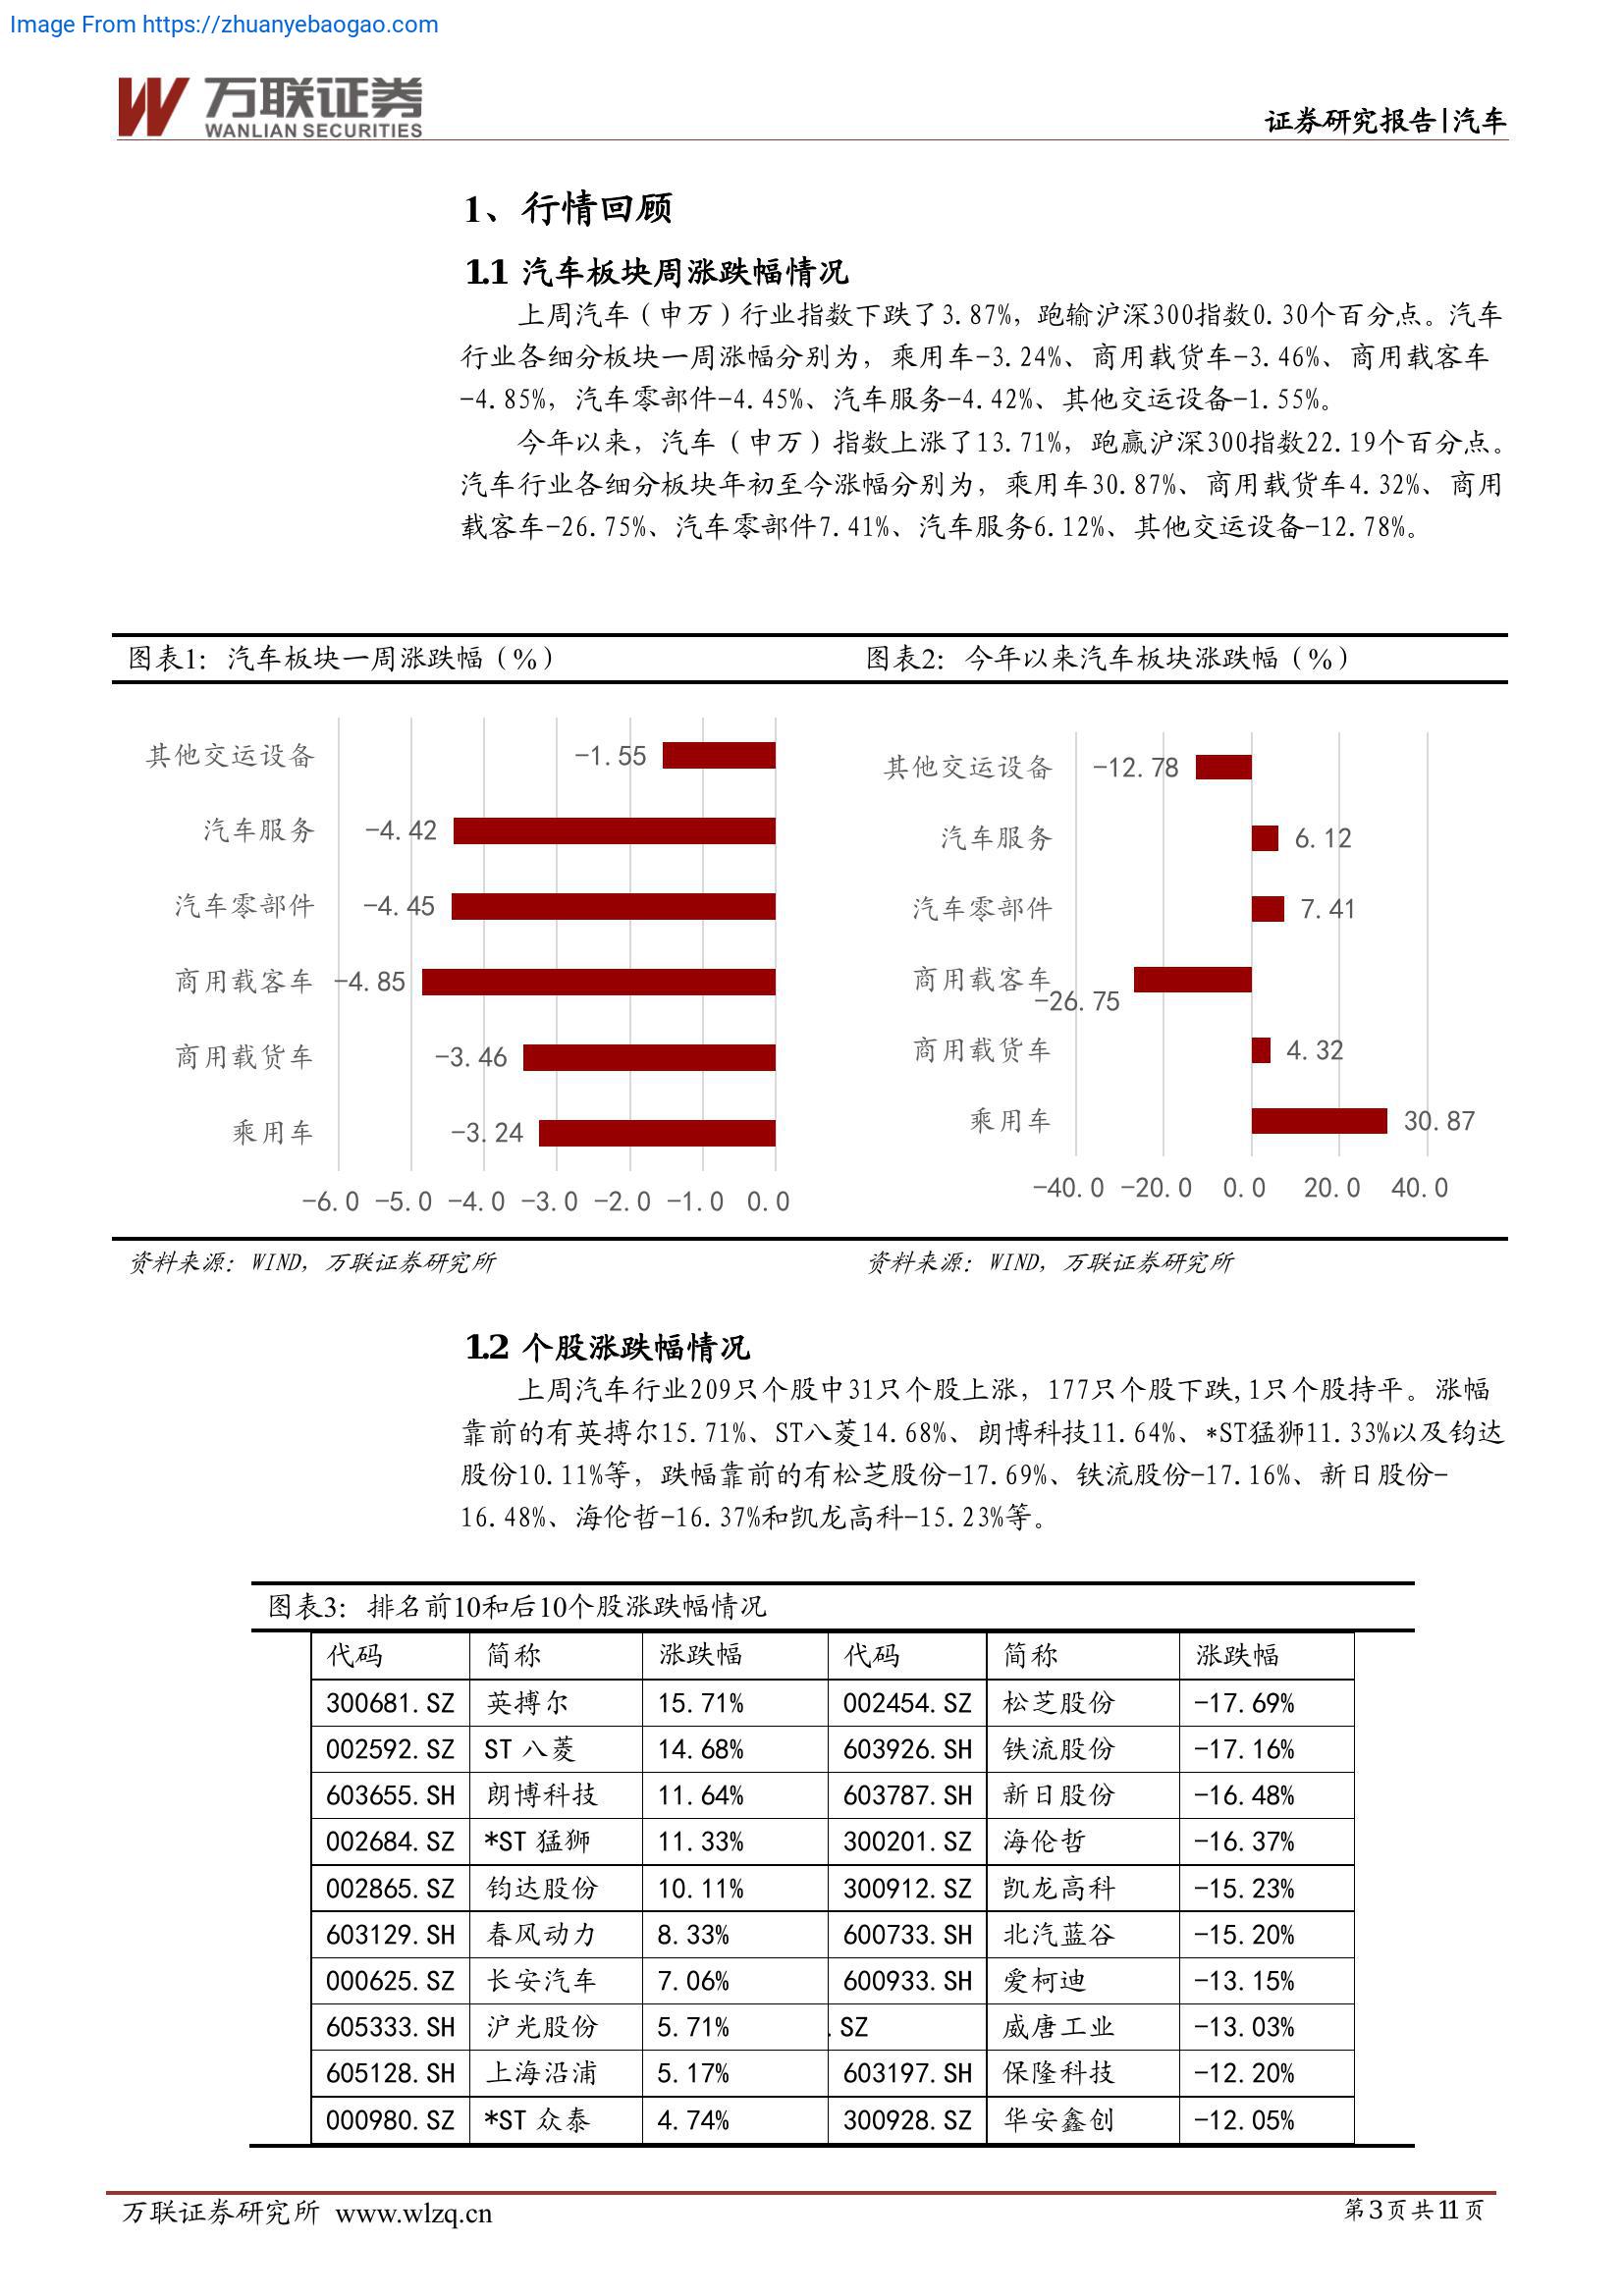 Image From https://zhuanyebaogao.com
万联证券
WANLIAN SECURITIES
证券研究报告|汽车
1、行情回顾
1.1 汽车板块周涨跌幅情况
上周汽车（申万）行业指数下跌了3.87%，跑输沪深300指数0.30个百分点。汽车
行业各细分板块一周涨幅分别为，乘用车-3.24%、商用载货车-3.46%、商用载客车
-4.85%，汽车零部件-4.45%、汽车服务-4.42%、其他交运设备-1.55%。
今年以来，汽车（申万）指数上涨了13.71%，跑赢沪深300指数22.19个百分点。
汽车行业各细分板块年初至今涨幅分别为，乘用车30.87%、商用载货车4.32%、商用
载客车-26.75%、汽车零部件7.41%、汽车服务6.12%、其他交运设备-12.78%。
图表1：汽车板块一周涨跌幅（%）
其他交运设备 -1.55
汽车服务 -4.42
汽车零部件 -4.45
商用载客车 -4.85
商用载货车 -3.46
乘用车 -3.24
-6.0 -5.0 -4.0 -3.0 -2.0 -1.0 0.0
资料来源：WIND，万联证券研究所
图表2：今年以来汽车板块涨跌幅（%）
其他交运设备 -12.78
汽车服务 6.12
汽车零部件 7.41
商用载客车 -26.75
商用载货车 4.32
乘用车 30.87
-40.0 -20.0 0.0 20.0 40.0
资料来源：WIND，万联证券研究所
1.2 个股涨跌幅情况
上周汽车行业209只个股中31只个股上涨，177只个股下跌,1只个股持平。涨幅
靠前的有英搏尔15.71%、ST八菱14.68%、朗博科技11.64%、*ST猛狮11.33%以及钧达
股份10.11%等，跌幅靠前的有松芝股份-17.69%、铁流股份-17.16%、新日股份-
16.48%、海伦哲-16.37%和凯龙高科-15.23%等。
图表3：排名前10和后10个股涨跌幅情况
代码 简称 涨跌幅 代码 简称 涨跌幅
300681.SZ 英搏尔 15.71% 002454.SZ 松芝股份 -17.69%
002592.SZ ST 八菱 14.68% 603926.SH 铁流股份 -17.16%
603655.SH 朗博科技 11.64% 603787.SH 新日股份 -16.48%
002684.SZ *ST 猛狮 11.33% 300201.SZ 海伦哲 -16.37%
002865.SZ 钧达股份 10.11% 300912.SZ 凯龙高科 -15.23%
603129.SH 春风动力 8.33% 600733.SH 北汽蓝谷 -15.20%
000625.SZ 长安汽车 7.06% 600933.SH 爱柯迪 -13.15%
605333.SH 沪光股份 5.71% .SZ 威唐工业 -13.03%
605128.SH 上海沿浦 5.17% 603197.SH 保隆科技 -12.20%
000980.SZ *ST 众泰 4.74% 300928.SZ 华安鑫创 -12.05%
万联证券研究所 www.wlzq.cn
第3页共11页